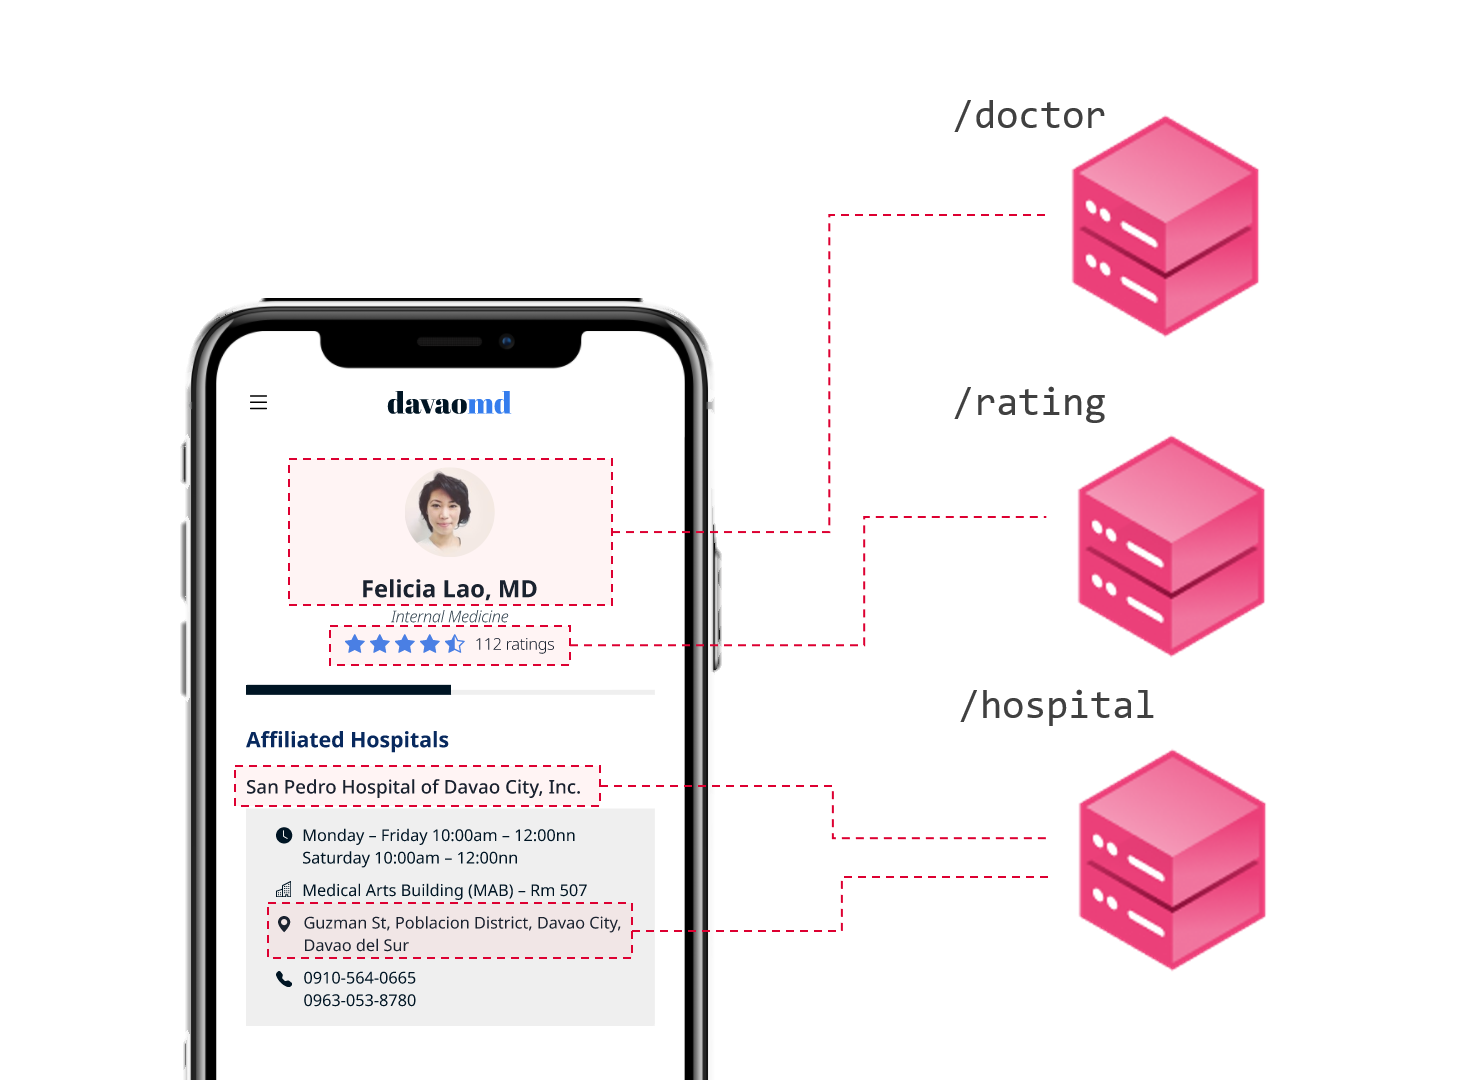 /doctor
/rating
/hospital
davaomd
Felicia Lao, MD
Internal Medicine
112 ratings
Affiliated Hospitals
San Pedro Hospital of Davao City, Inc.
Monday – Friday 10:00am – 12:00nn
Saturday 10:00am – 12:00nn
Medical Arts Building (MAB) – Rm 507
Guzman St, Poblacion District, Davao City,
Davao del Sur
0910-564-0665
0963-053-8780